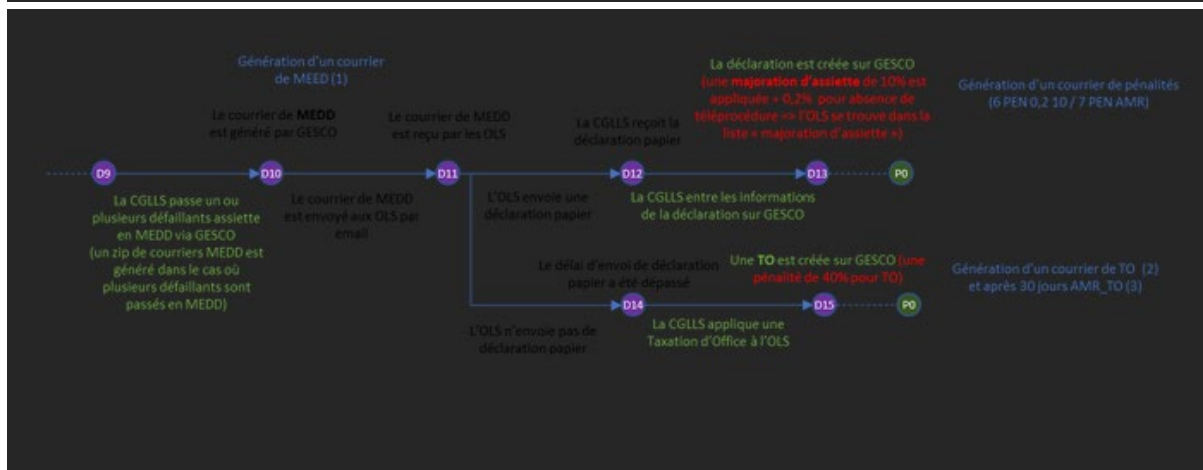 Génération d'un courrier
de MEED (1)
La déclaration est créée sur GESCO
(une majoration d'assiette de 10% est
appliquée + 0,2% pour absence de
téléprocédure => l'OLS se trouve dans la
liste « majoration d'assiette »)
Génération d'un courrier de pénalités
(6 PEN 0,2 10 / 7 PEN AMR)
Le courrier de MEDD
est généré par GESCO
Le courrier de MEDD
est reçu par les OLS
La CGLLS reçoit la
déclaration papier
D9
D10
D11
D12
D13
P0
La CGLLS passe un ou
plusieurs défaillants assiette
en MEDD via GESCO
(un zip de courriers MEDD est
généré dans le cas où
plusieurs défaillants sont
passés en MEDD)
Le courrier de MEDD
est envoyé aux OLS par
email
L'OLS envoie une
déclaration papier
La CGLLS entre les informations
de la déclaration sur GESCO
Le délai d'envoi de déclaration
papier a été dépassé
Une TO est créée sur GESCO (une
pénalité de 40% pour TO)
Génération d'un courrier de TO (2)
et après 30 jours AMR_TO (3)
D14
D15
P0
L'OLS n'envoie pas de
déclaration papier
La CGLLS applique une
Taxation d'Office à l'OLS